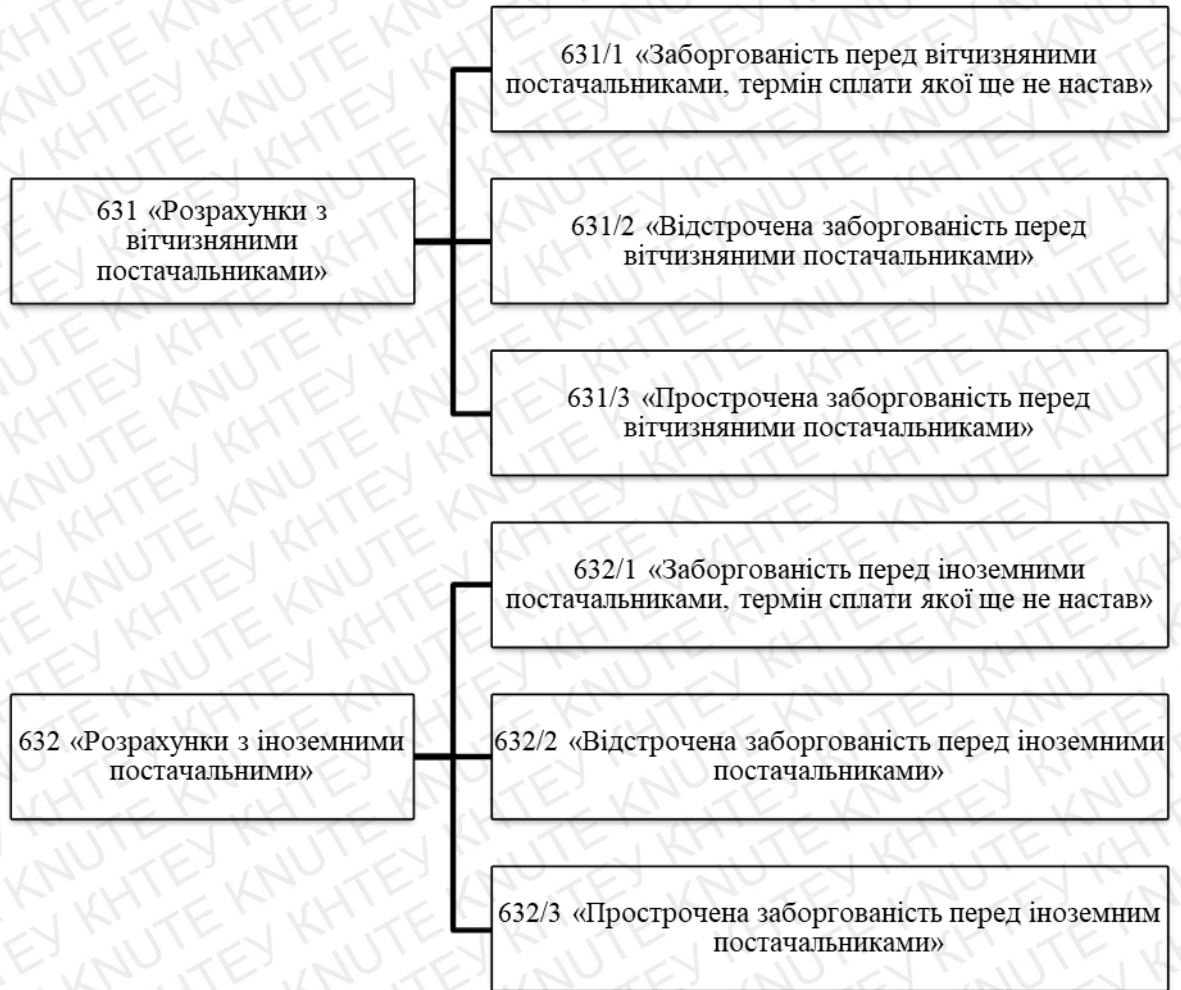 631/1 «Заборгованість перед вітчизняними
постачальниками, термін сплати якої ще не настав»
631 «Розрахунки з
вітчизняними
постачальниками»
631/2 «Відстрочена заборгованість перед
вітчизняними постачальниками»
631/3 «Прострочена заборгованість перед
вітчизняними постачальниками»
632/1 «Заборгованість перед іноземними
постачальниками, термін сплати якої ще не настав»
632 «Розрахунки з іноземними
постачальними»
632/2 «Відстрочена заборгованість перед іноземними
постачальниками»
632/3 «Прострочена заборгованість перед іноземним
постачальниками»